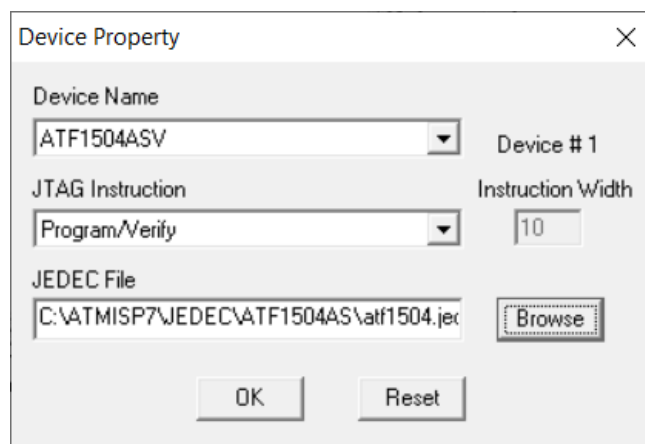 Device Property
Device Name
ATF1504ASV
Device # 1
JTAG Instruction
Instruction Width
Program/Verify
10
JEDEC File
C:\ATMISP7\JEDEC\ATF1504AS\atf1504.jed
Browse
OK
Reset